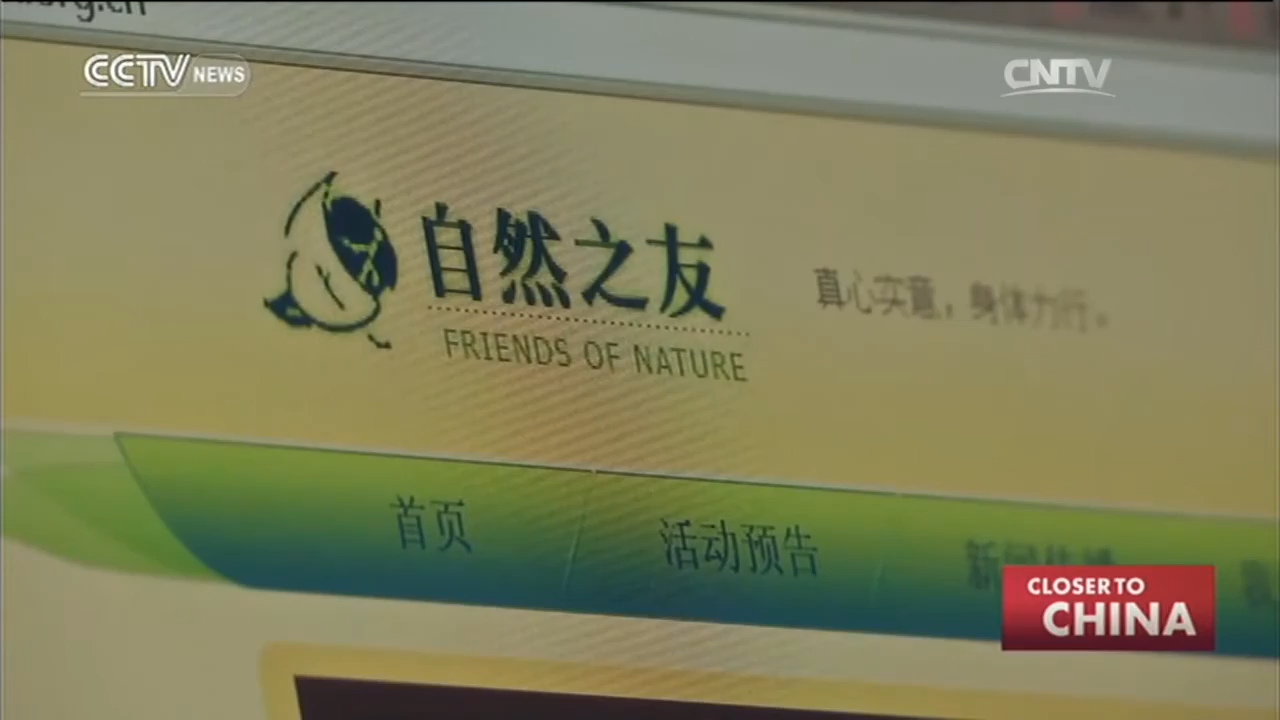 CCTV NEWS
CNTV
自然之友
FRIENDS OF NATURE
真心实意，身体力行。
首页
活动预告
CLOSER TO
CHINA